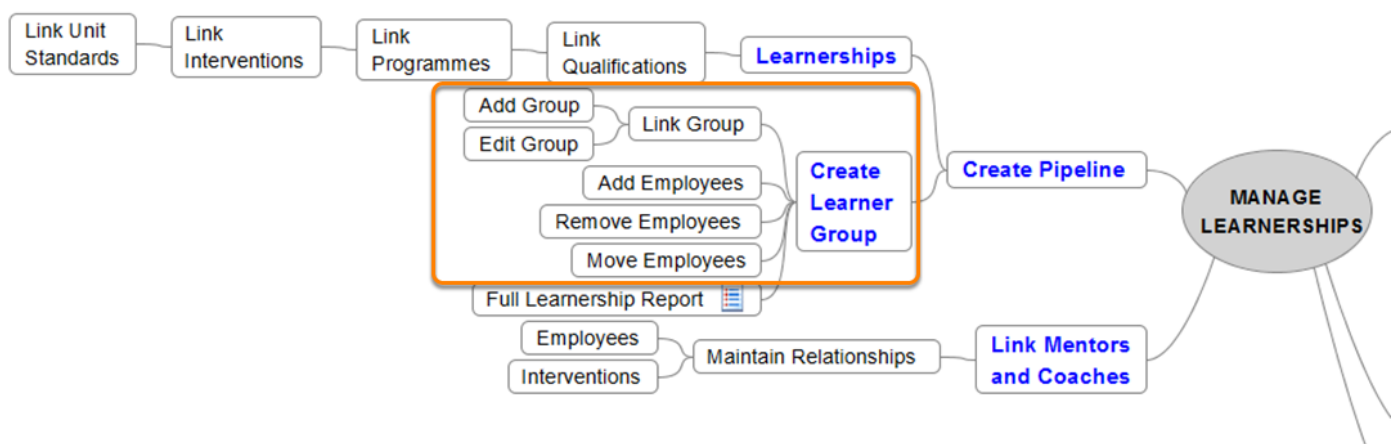 Link Unit
Standards
Link
Interventions
Link
Programmes
Link
Qualifications
Learnerships
Add Group
Edit Group
Link Group
Add Employees
Remove Employees
Move Employees
Create
Learner
Group
Full Learnership Report
Create Pipeline
MANAGE
LEARNERSHIPS
Employees
Interventions
Maintain Relationships
Link Mentors
and Coaches